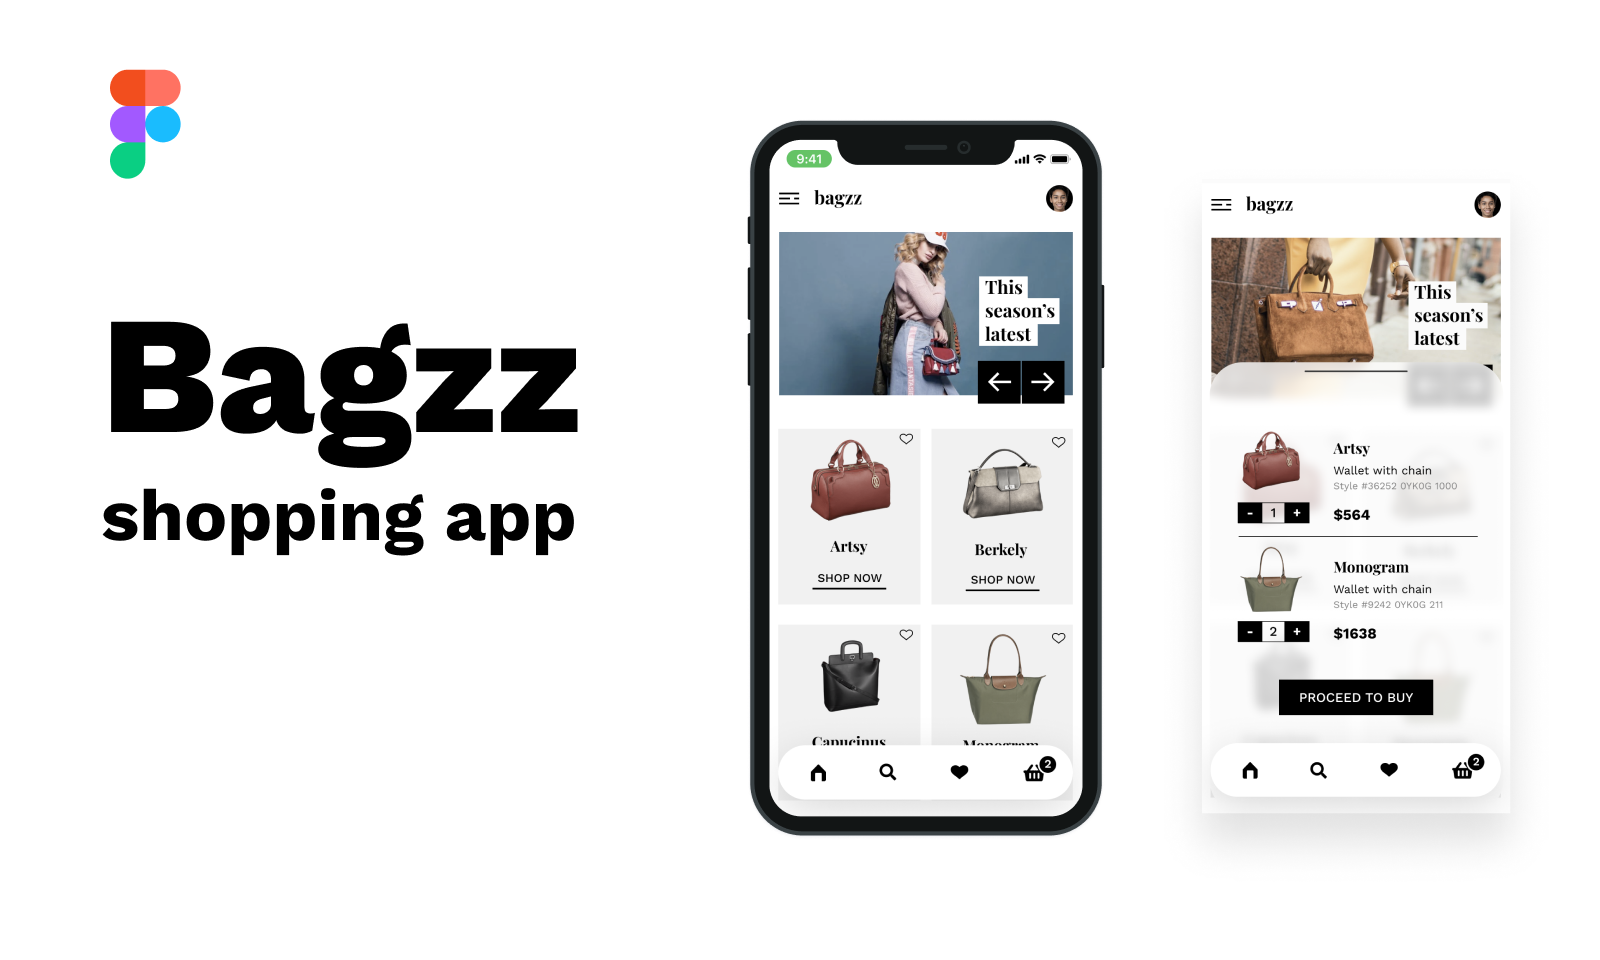 Bagzz
shopping app
9:41
bagzz
This
season's
latest
Artsy
SHOP NOW
Berkely
SHOP NOW
Capucinus
Monogram
2
bagzz
This
season's
latest
Artsy
Wallet with chain
Style #36252 0YK0G 1000
- 1 +
$564
Monogram
Wallet with chain
Style #9242 0YK0G 211
- 2 +
$1638
PROCEED TO BUY
2